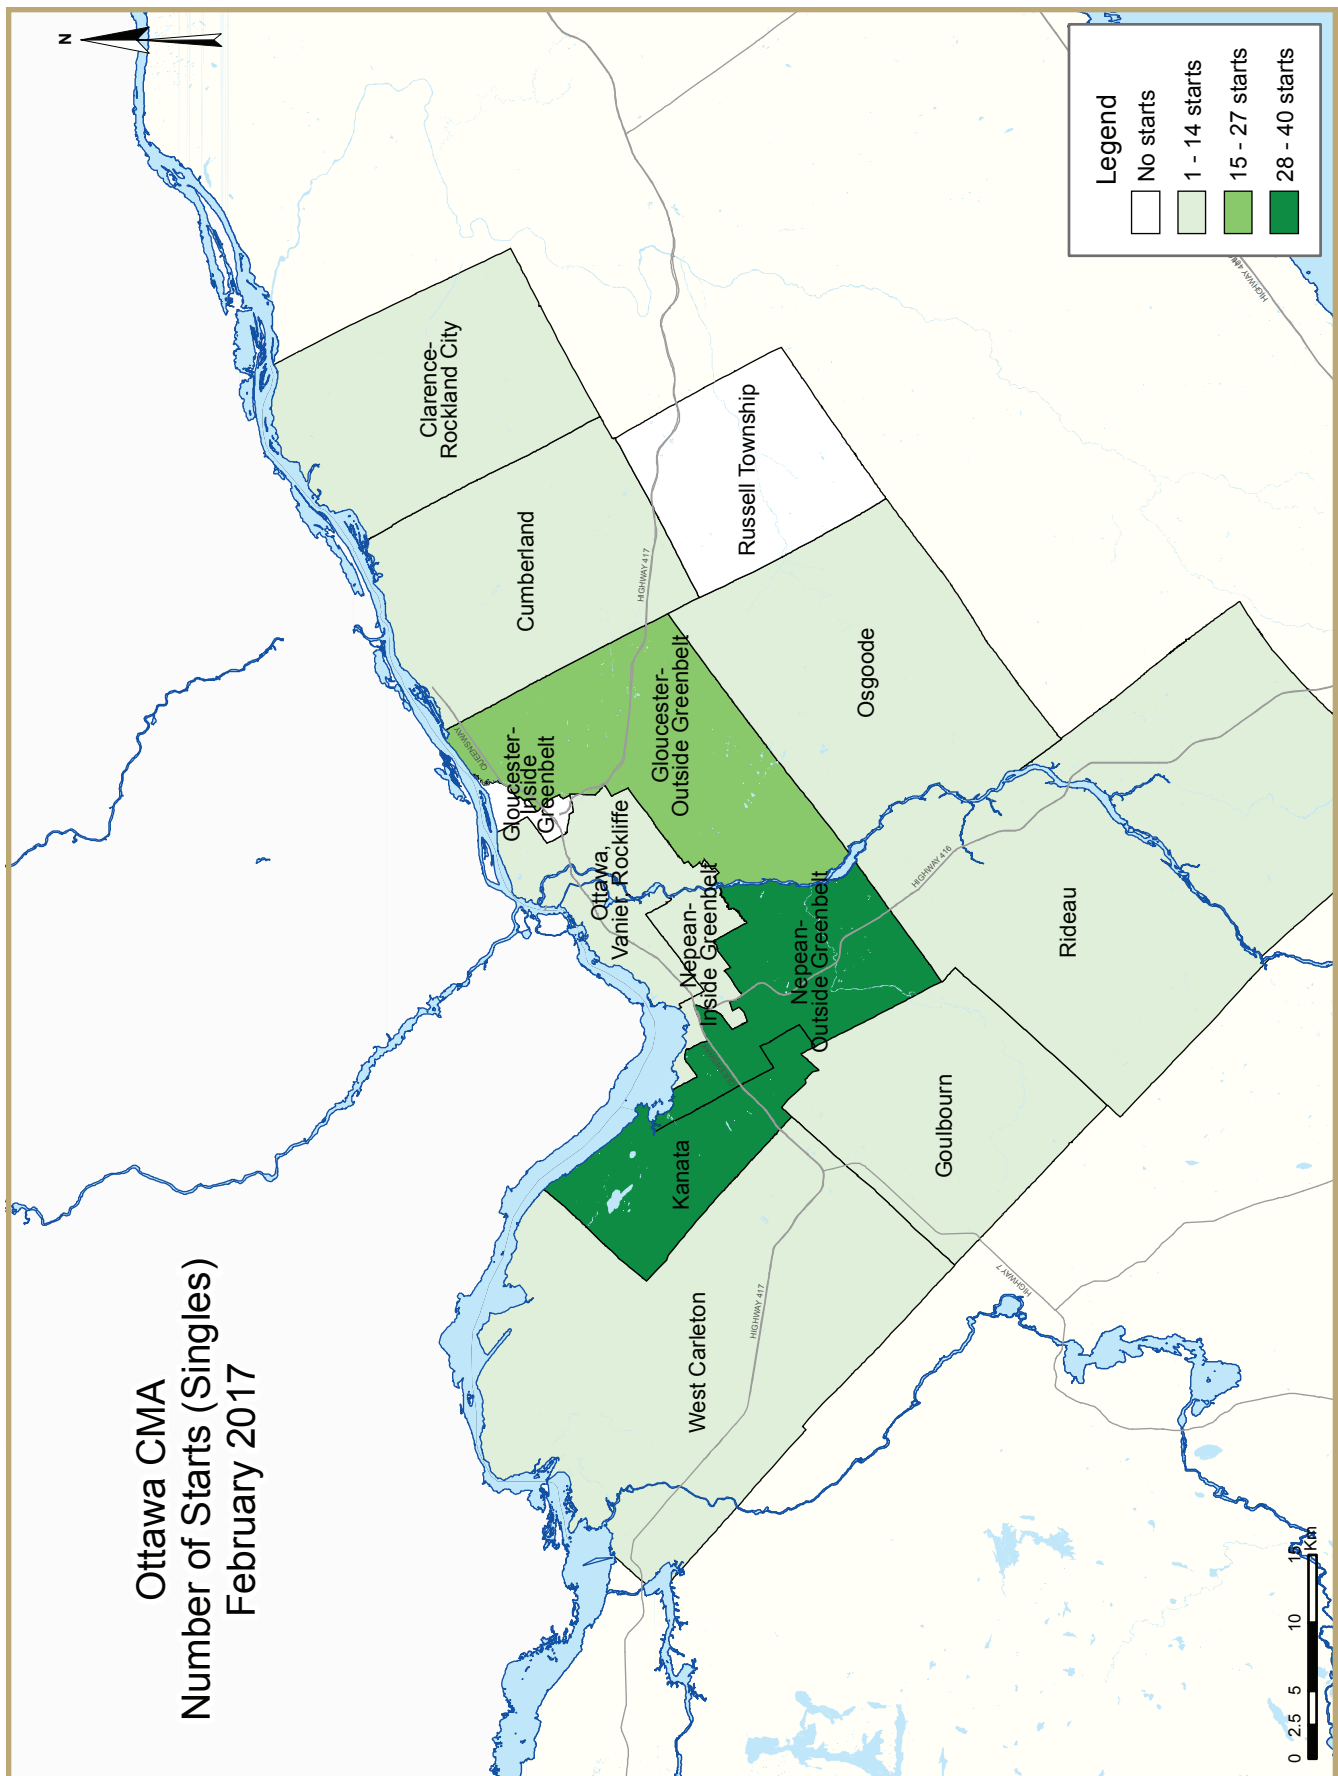 Ottawa CMA
Number of Starts (Singles)
February 2017
N
Legend
No starts
1 - 14 starts
15 - 27 starts
28 - 40 starts
Clarence-
Rockland City
Cumberland
Russell Township
HIGHWAY 417
QUEENSWAY
Gloucester-
Inside
Greenbelt
Gloucester-
Outside Greenbelt
Osgoode
Ottawa,
Vanier, Rockliffe
Nepean-
Inside Greenbelt
Nepean-
Outside Greenbelt
HIGHWAY 416
Rideau
Kanata
Goulbourn
West Carleton
HIGHWAY 417
HIGHWAY 7
0 2.5 5 10 15
Km